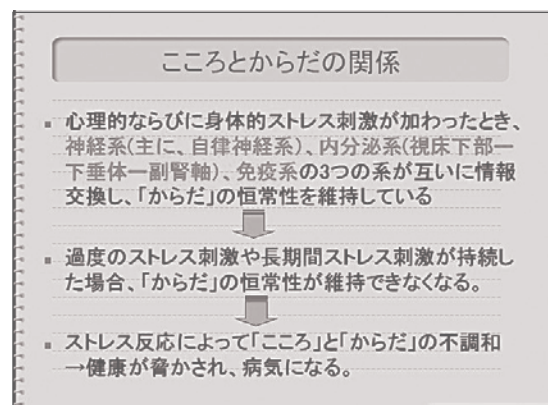 こころとからだの関係
▪ 心理的ならびに身体的ストレス刺激が加わったとき、
神経系(主に、自律神経系)、内分泌系(視床下部ー
下垂体ー副腎軸)、免疫系の3つの系が互いに情報
交換し、「からだ」の恒常性を維持している
▪ 過度のストレス刺激や長期間ストレス刺激が持続し
た場合、「からだ」の恒常性が維持できなくなる。
▪ ストレス反応によって「こころ」と「からだ」の不調和
→健康が脅かされ、病気になる。